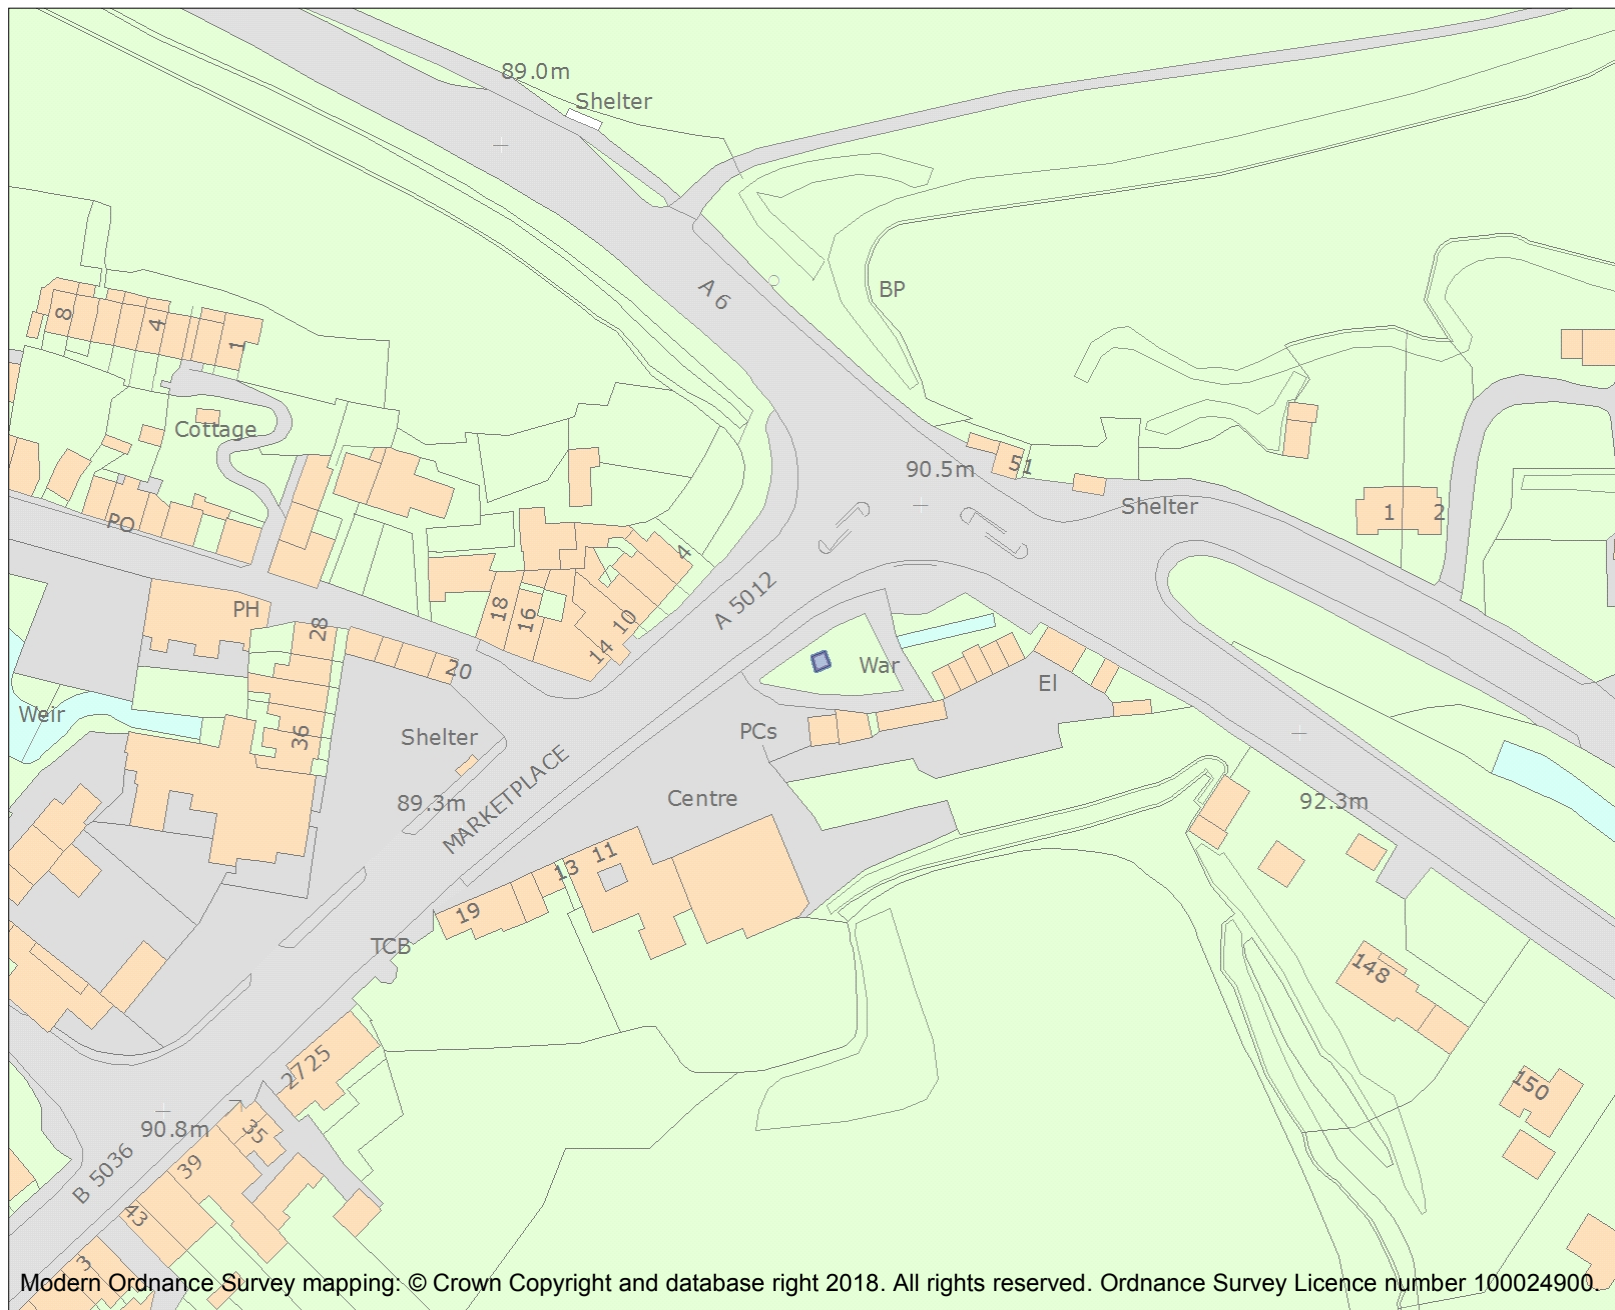 89.0m
Shelter
A 6
BP
8
4
1
Cottage
90.5m
51
Shelter
1
2
PO
4
A 5012
PH
28
18
16
10
14
20
War
El
Weir
36
Shelter
PCs
89.3m
MARKETPLACE
Centre
92.3m
13
11
19
TCB
148
2725
150
90.8m
35
B 5036
39
43
3
Modern Ordnance Survey mapping: © Crown Copyright and database right 2018. All rights reserved. Ordnance Survey Licence number 100024900.